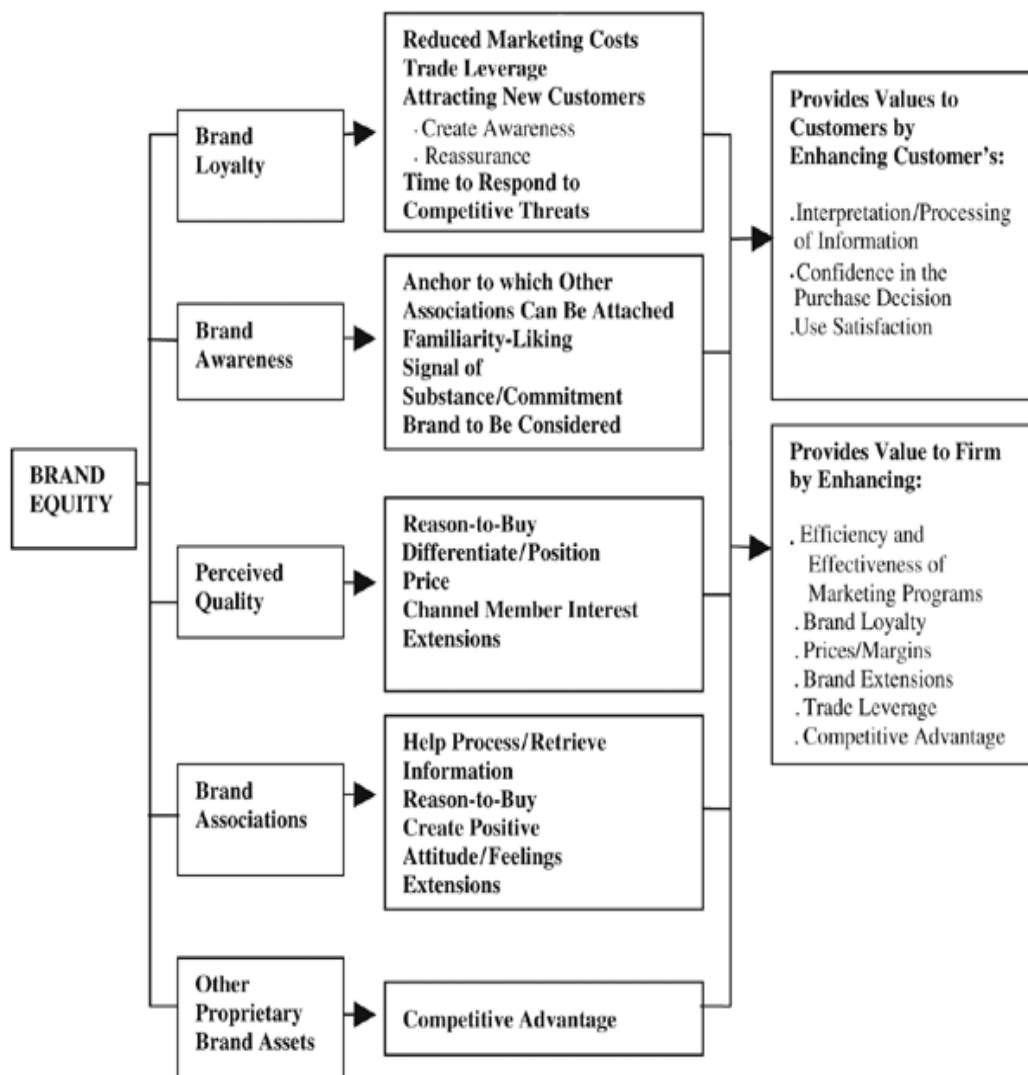 BRAND
EQUITY
Brand
Loyalty
Reduced Marketing Costs
Trade Leverage
Attracting New Customers
· Create Awareness
· Reassurance
Time to Respond to
Competitive Threats
Brand
Awareness
Anchor to which Other
Associations Can Be Attached
Familiarity-Liking
Signal of
Substance/Commitment
Brand to Be Considered
Perceived
Quality
Reason-to-Buy
Differentiate/Position
Price
Channel Member Interest
Extensions
Brand
Associations
Help Process/Retrieve
Information
Reason-to-Buy
Create Positive
Attitude/Feelings
Extensions
Other
Proprietary
Brand Assets
Competitive Advantage
Provides Values to
Customers by
Enhancing Customer's:
.Interpretation/Processing
of Information
.Confidence in the
Purchase Decision
.Use Satisfaction
Provides Value to Firm
by Enhancing:
. Efficiency and
Effectiveness of
Marketing Programs
. Brand Loyalty
. Prices/Margins
. Brand Extensions
. Trade Leverage
. Competitive Advantage